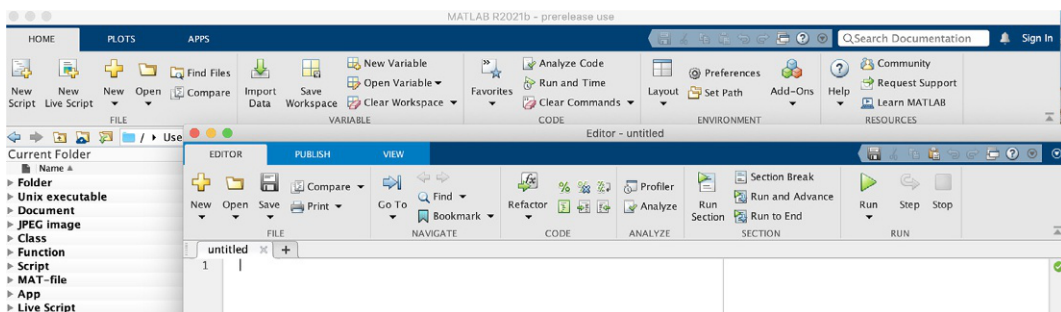 MATLAB R2021b - prerelease use
HOME PLOTS APPS Search Documentation Sign In
New Script New Live Script New Open Find Files Compare
Import Data Save Workspace New Variable Open Variable Clear Workspace
Favorites Analyze Code Run and Time Clear Commands
Layout Preferences Set Path Add-Ons
Help Community Request Support Learn MATLAB
FILE VARIABLE CODE ENVIRONMENT RESOURCES
/ Use
Editor - untitled
Current Folder
Name
Folder
Unix executable
Document
JPEG image
Class
Function
Script
MAT-file
App
Live Script
EDITOR PUBLISH VIEW
New Open Save Compare Print
Go To Find Bookmark
Refactor
Profiler Analyze
Run Section Section Break Run and Advance Run to End
Run Step Stop
FILE NAVIGATE CODE ANALYZE SECTION RUN
untitled × +
1